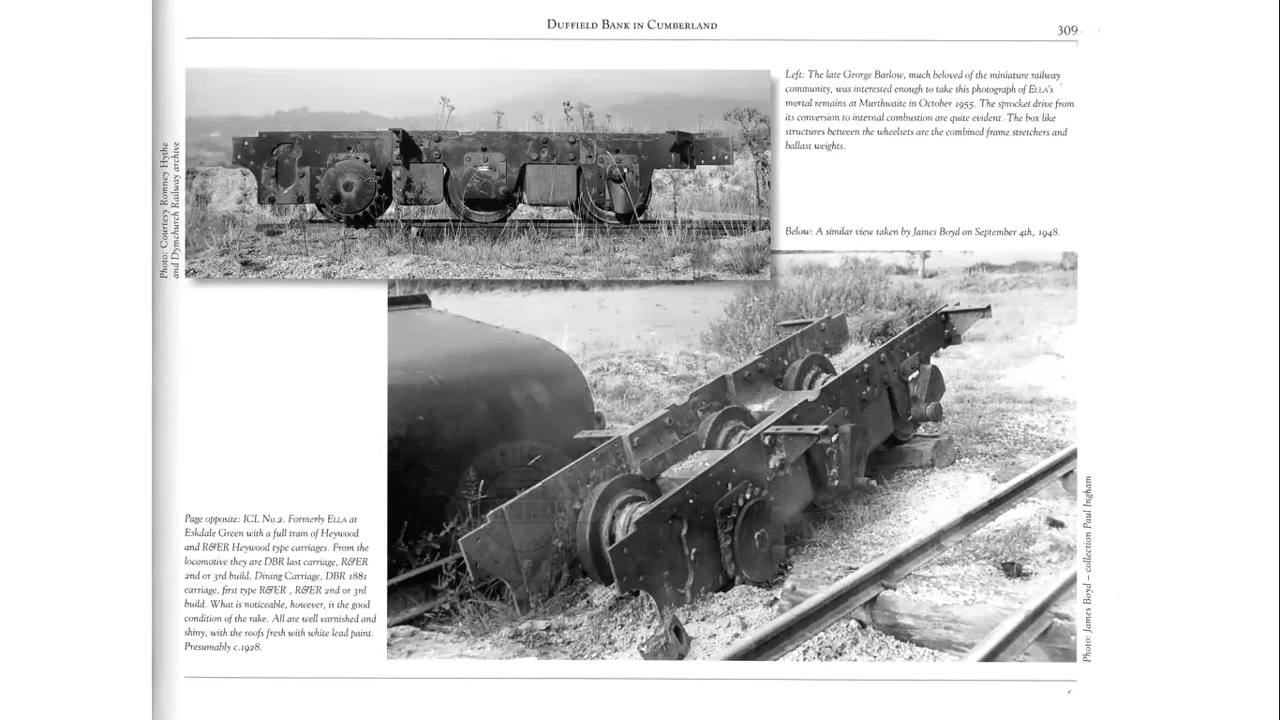 Duffield Bank in Cumberland
309
Left: The late George Barlow, much beloved of the miniature railway
community, was interested enough to take this photograph of Ella's
mortal remains at Murthwaite in October 1955. The sprocket drive from
its conversion to internal combustion are quite evident. The box like
structures between the wheelsets are the combined frame stretchers and
ballast weights.
Photo: Courtesy Romney Hythe
and Dymchurch Railway archive
Below: A similar view taken by James Boyd on September 4th, 1948.
Page opposite: ICL No.2. Formerly Ella at
Eskdale Green with a full train of Heywood
and R&ER Heywood type carriages. From the
locomotive they are DBR last carriage, R&ER
2nd or 3rd build, Dining Carriage, DBR 1881
carriage, first type R&ER , R&ER 2nd or 3rd
build. What is noticeable, however, is the good
condition of the rake. All are well varnished and
shiny, with the roofs fresh with white lead paint.
Presumably c.1928.
Photo: James Boyd – collection Paul Ingham